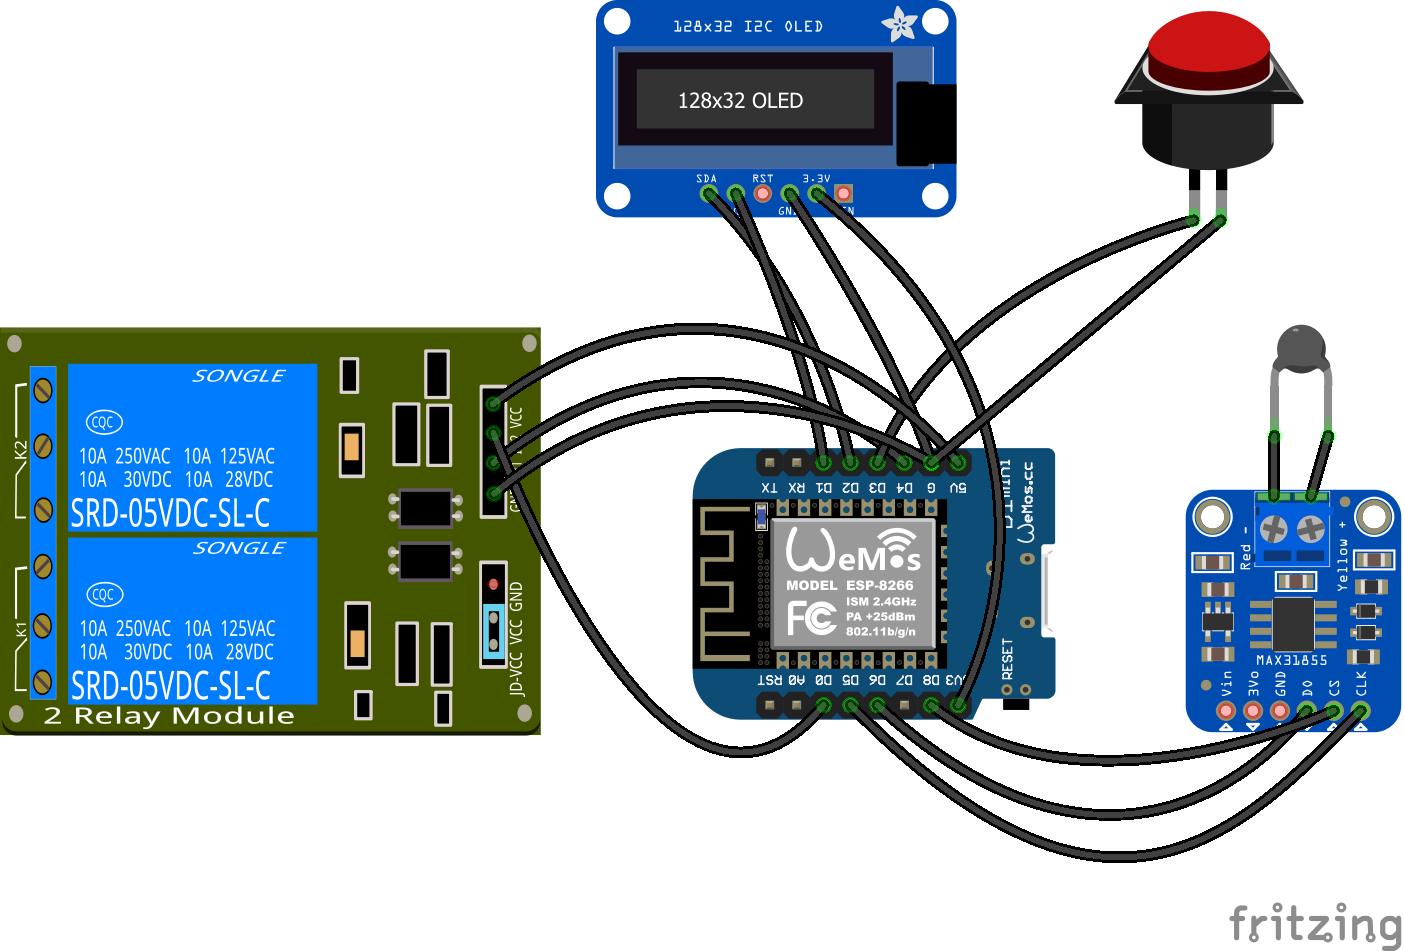 128x32 I2C OLED
128x32 OLED
SDA
RST
3.3V
SONGLE
CQC
10A 250VAC 10A 125VAC
10A 30VDC 10A 28VDC
SRD-05VDC-SL-C
K2
VCC
SONGLE
CQC
10A 250VAC 10A 125VAC
10A 30VDC 10A 28VDC
SRD-05VDC-SL-C
K1
JD-VCC VCC GND
2 Relay Module
TX RX D1 D2 D3 D4 G 5V
D1 mini
WeMos.cc
WeMos
MODEL ESP-8266
FC
ISM 2.4GHz
PA +25dBm
802.11b/g/n
RESET
RST A0 D0 D5 D6 D7 D8 3V3
Red -
Yellow +
MAX31855
Vin 3Vo GND DO CS CLK
fritzing